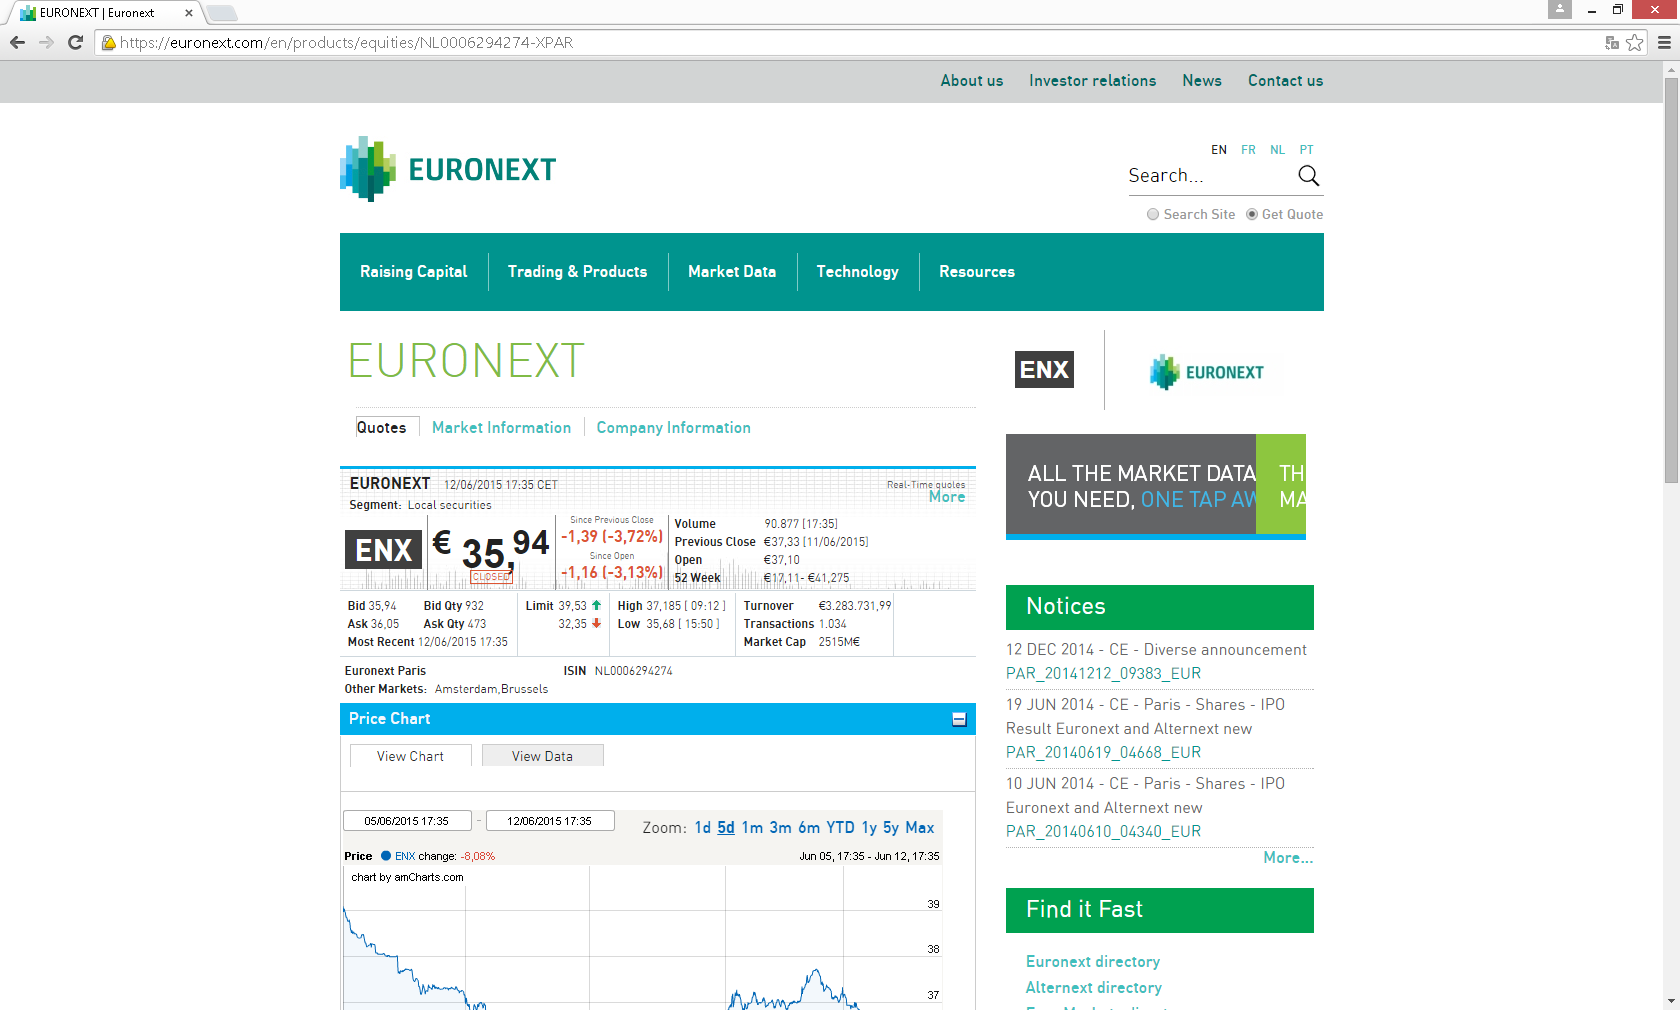 EURONEXT | Euronext
https://euronext.com/en/products/equities/NL0006294274-XPAR
About us Investor relations News Contact us
EURONEXT
EN FR NL PT
Search...
Search Site Get Quote
Raising Capital Trading & Products Market Data Technology Resources
EURONEXT
ENX EURONEXT
Quotes Market Information Company Information
ALL THE MARKET DATA TH
YOU NEED, ONE TAP AW MA
EURONEXT 12/06/2015 17:35 CET Real-Time quotes
More
Segment: Local securities
ENX € 35,94
CLOSED
Since Previous Close
-1,39 (-3,72%)
Since Open
-1,16 (-3,13%)
Volume 90.877 [17:35]
Previous Close €37,33 [11/06/2015]
Open €37,10
52 Week €17,11- €41,275
Bid 35,94 Bid Qty 932 Limit 39,53 High 37,185 [ 09:12 ] Turnover €3.283.731,99
Ask 36,05 Ask Qty 473 32,35 Low 35,68 [ 15:50 ] Transactions 1.034
Most Recent 12/06/2015 17:35 Market Cap 2515M€
Euronext Paris ISIN NL0006294274
Other Markets: Amsterdam,Brussels
Price Chart
View Chart View Data
05/06/2015 17:35 - 12/06/2015 17:35 Zoom: 1d 5d 1m 3m 6m YTD 1y 5y Max
Price ENX change: -8,08% Jun 05, 17:35 - Jun 12, 17:35
chart by amCharts.com
39
38
37
Notices
12 DEC 2014 - CE - Diverse announcement
PAR_20141212_09383_EUR
19 JUN 2014 - CE - Paris - Shares - IPO
Result Euronext and Alternext new
PAR_20140619_04668_EUR
10 JUN 2014 - CE - Paris - Shares - IPO
Euronext and Alternext new
PAR_20140610_04340_EUR
More...
Find it Fast
Euronext directory
Alternext directory